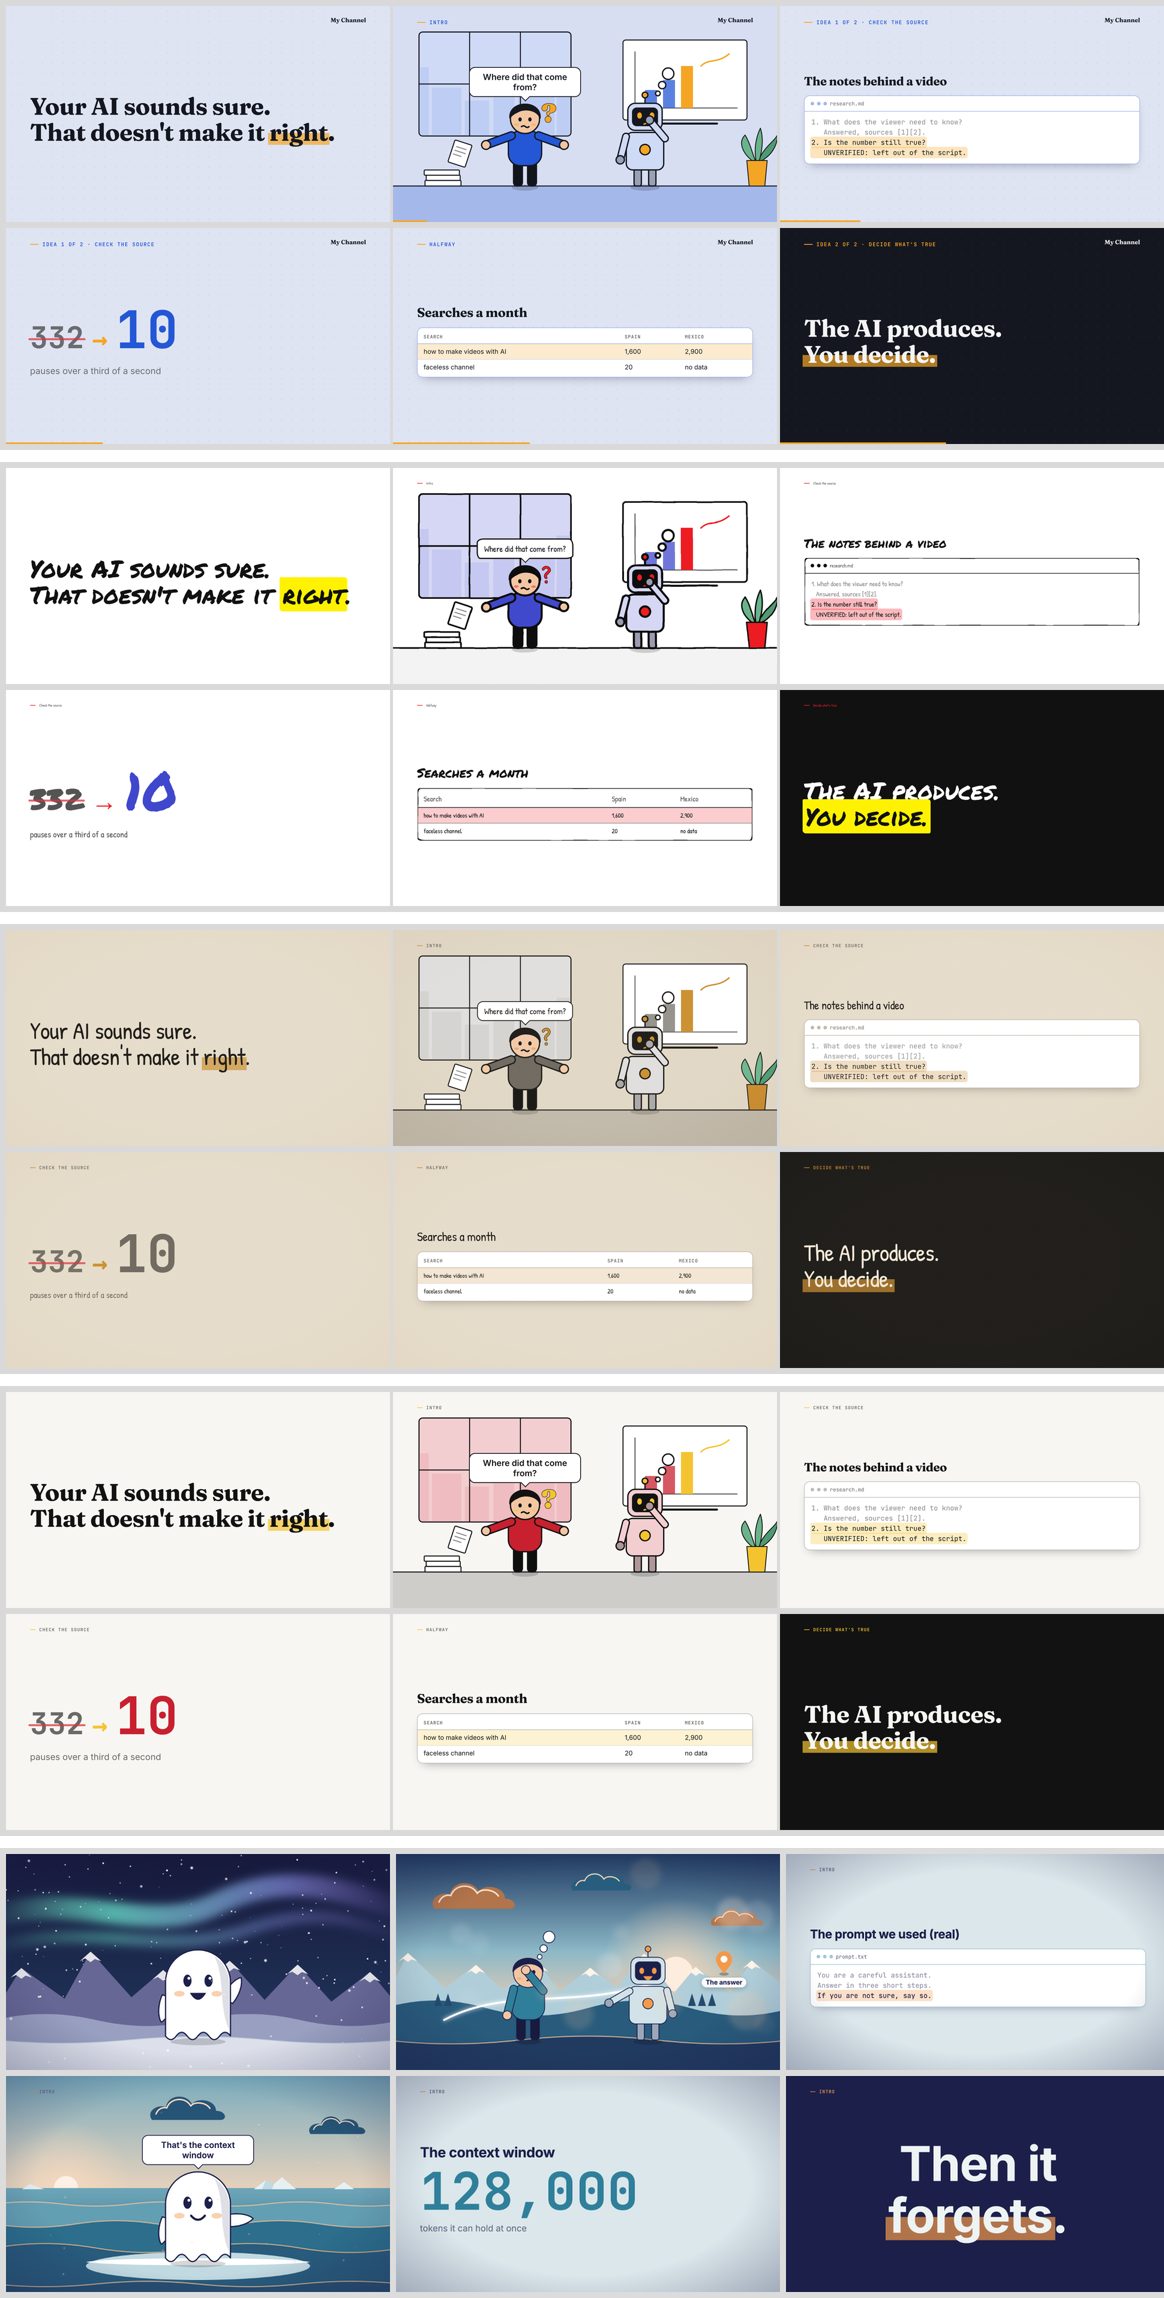 My Channel
Your AI sounds sure.
That doesn't make it right.
INTRO
Where did that come
from?
?
IDEA 1 OF 2 · CHECK THE SOURCE
My Channel
The notes behind a video
research.md
1. What does the viewer need to know?
Answered, sources [1][2].
2. Is the number still true?
UNVERIFIED: left out of the script.
IDEA 1 OF 2 · CHECK THE SOURCE
My Channel
332 → 10
pauses over a third of a second
HALFWAY
My Channel
Searches a month
SEARCH SPAIN MEXICO
how to make videos with AI 1,600 2,900
faceless channel 20 no data
IDEA 2 OF 2 · DECIDE WHAT'S TRUE
My Channel
The AI produces.
You decide.
Your AI sounds sure.
That doesn't make it right.
Intro
Where did that come from?
?
Check the source
The notes behind a video
research.md
1. What does the viewer need to know?
Answered, sources [1][2].
2. Is the number still true?
UNVERIFIED: left out of the script.
Check the source
332 → 10
pauses over a third of a second
Halfway
Searches a month
Search Spain Mexico
how to make videos with AI 1,600 2,900
faceless channel 20 no data
Decide what's true
The AI produces.
You decide.
Your AI sounds sure.
That doesn't make it right.
INTRO
Where did that come from?
?
CHECK THE SOURCE
The notes behind a video
research.md
1. What does the viewer need to know?
Answered, sources [1][2].
2. Is the number still true?
UNVERIFIED: left out of the script.
CHECK THE SOURCE
332 → 10
pauses over a third of a second
HALFWAY
Searches a month
SEARCH SPAIN MEXICO
how to make videos with AI 1,600 2,900
faceless channel 20 no data
DECIDE WHAT'S TRUE
The AI produces.
You decide.
Your AI sounds sure.
That doesn't make it right.
INTRO
Where did that come
from?
?
CHECK THE SOURCE
The notes behind a video
research.md
1. What does the viewer need to know?
Answered, sources [1][2].
2. Is the number still true?
UNVERIFIED: left out of the script.
CHECK THE SOURCE
332 → 10
pauses over a third of a second
HALFWAY
Searches a month
SEARCH SPAIN MEXICO
how to make videos with AI 1,600 2,900
faceless channel 20 no data
DECIDE WHAT'S TRUE
The AI produces.
You decide.
The answer
INTRO
The prompt we used (real)
prompt.txt
You are a careful assistant.
Answer in three short steps.
If you are not sure, say so.
INTRO
That's the context
window
INTRO
The context window
128,000
tokens it can hold at once
INTRO
Then it
forgets.